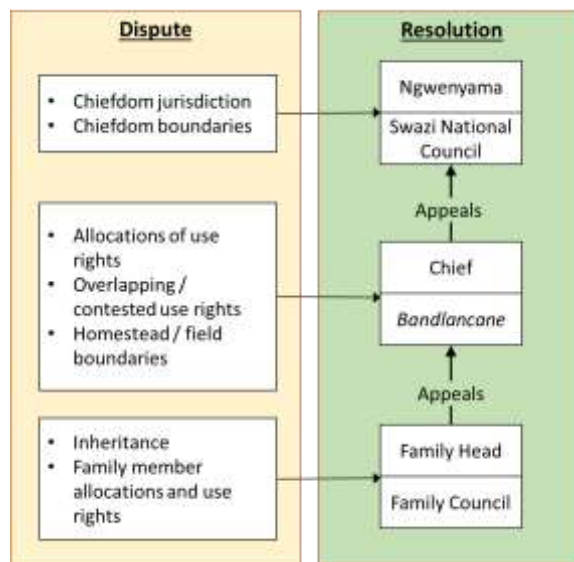 Dispute
• Chiefdom jurisdiction
• Chiefdom boundaries
• Allocations of use
rights
• Overlapping /
contested use rights
• Homestead / field
boundaries
• Inheritance
• Family member
allocations and use
rights
Resolution
Ngwenyama
Swazi National
Council
Appeals
Chief
Bandlancane
Appeals
Family Head
Family Council